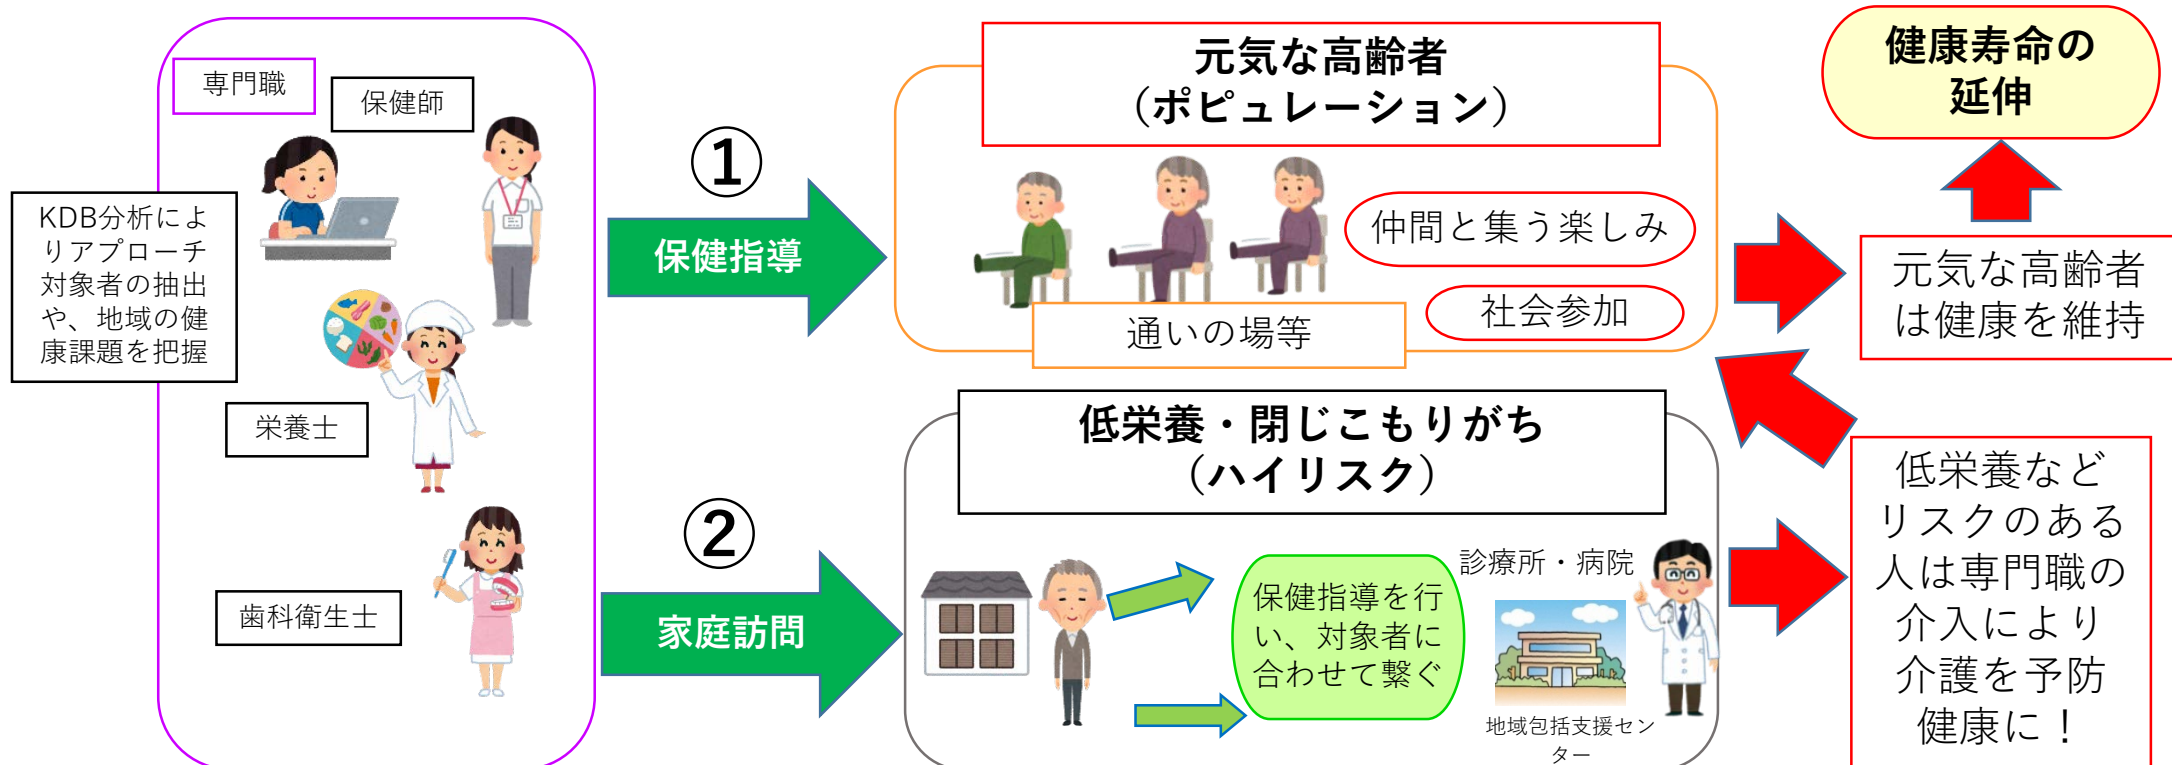 専門職
保健師
KDB分析によ
りアプローチ
対象者の抽出
や、地域の健
康課題を把握
栄養士
歯科衛生士
①
保健指導
②
家庭訪問
元気な高齢者
（ポピュレーション）
仲間と集う楽しみ
社会参加
通いの場等
低栄養・閉じこもりがち
（ハイリスク）
保健指導を行
い、対象者に
合わせて繋ぐ
診療所・病院
地域包括支援セン
ター
健康寿命の
延伸
元気な高齢者
は健康を維持
低栄養など
リスクのある
人は専門職の
介入により
介護を予防
健康に！